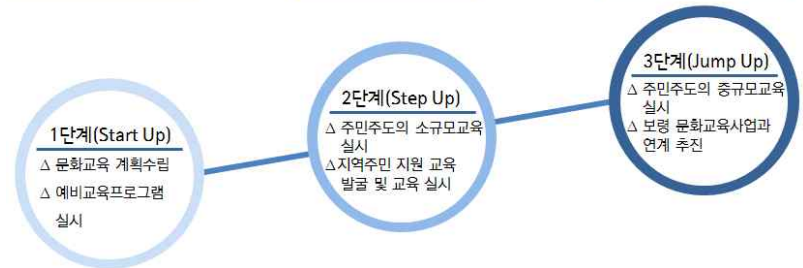 1단계(Start Up)
Δ 문화교육 계획수립
Δ 예비교육프로그램
실시
2단계(Step Up)
Δ 주민주도의 소규모교육
실시
Δ지역주민 지원 교육
발굴 및 교육 실시
3단계(Jump Up)
Δ 주민주도의 중규모교육
실시
Δ 보령 문화교육사업과
연계 추진